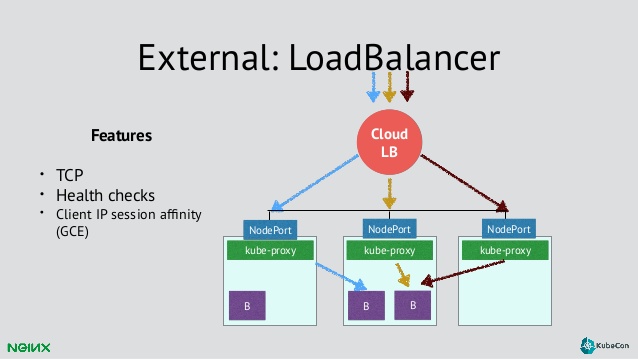 External: LoadBalancer
Features
• TCP
• Health checks
• Client IP session affinity
(GCE)
Cloud
LB
NodePort NodePort NodePort
kube-proxy kube-proxy kube-proxy
B B B
NGINX
KubeCon